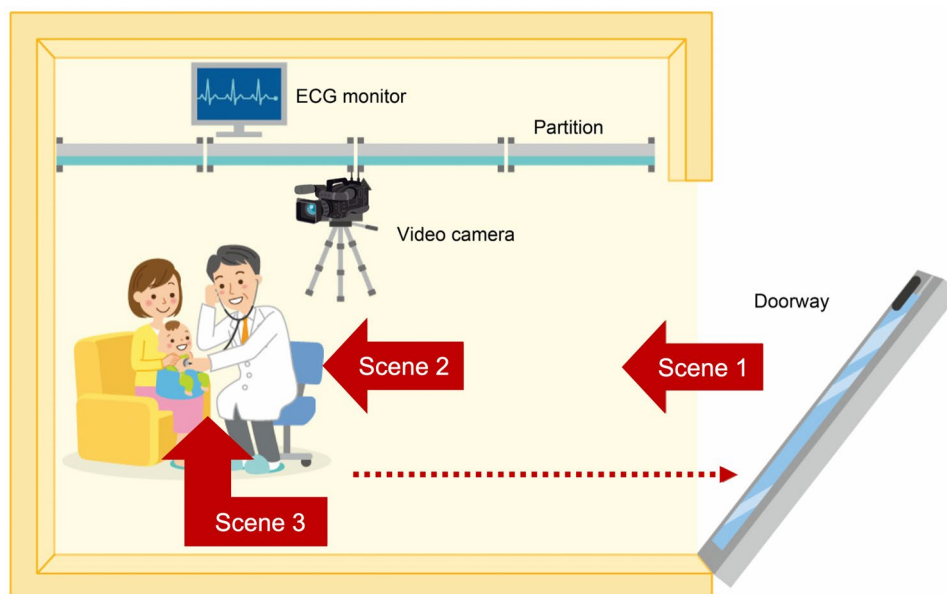 ECG monitor
Partition
Video camera
Doorway
Scene 2
Scene 1
Scene 3